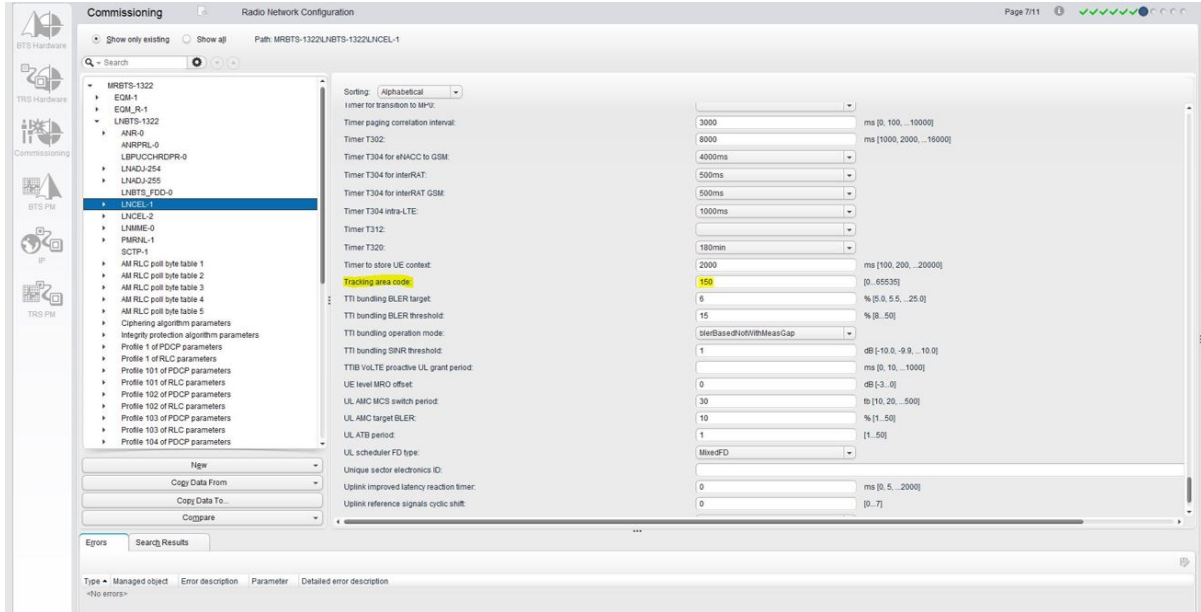 Commissioning Radio Network Configuration Page 7/11
BTS Hardware
TRS Hardware
Commissioning
BTS PM
IP
TRS PM
Show only existing Show all Path: MRBTS-1322\LNBTS-1322\LNCEL-1
Search
MRBTS-1322
EQM-1
EQM_R-1
LNBTS-1322
ANR-0
ANRPRL-0
LBPUCCHRDPR-0
LNADJ-254
LNADJ-255
LNBTS_FDD-0
LNCEL-1
LNCEL-2
LNMME-0
PMRNL-1
SCTP-1
AM RLC poll byte table 1
AM RLC poll byte table 2
AM RLC poll byte table 3
AM RLC poll byte table 4
AM RLC poll byte table 5
Ciphering algorithm parameters
Integrity protection algorithm parameters
Profile 1 of PDCP parameters
Profile 1 of RLC parameters
Profile 101 of PDCP parameters
Profile 101 of RLC parameters
Profile 102 of PDCP parameters
Profile 102 of RLC parameters
Profile 103 of PDCP parameters
Profile 103 of RLC parameters
Profile 104 of PDCP parameters
New
Copy Data From
Copy Data To...
Compare
Sorting: Alphabetical
Timer for transition to MP0:
Timer paging correlation interval: 3000 ms [0, 100, ...10000]
Timer T302: 8000 ms [1000, 2000, ...16000]
Timer T304 for eNACC to GSM: 4000ms
Timer T304 for interRAT: 500ms
Timer T304 for interRAT GSM: 500ms
Timer T304 intra-LTE: 1000ms
Timer T312:
Timer T320: 180min
Timer to store UE context: 2000 ms [100, 200, ...20000]
Tracking area code: 150 [0..65535]
TTI bundling BLER target: 6 % [5.0, 5.5, ...25.0]
TTI bundling BLER threshold: 15 % [8...50]
TTI bundling operation mode: blerBasedNotWithMeasGap
TTI bundling SINR threshold: 1 dB [-10.0, -9.9, ...10.0]
TTIB VoLTE proactive UL grant period: ms [0, 10, ...1000]
UE level MRO offset: 0 dB [-3...0]
UL AMC MCS switch period: 30 tb [10, 20, ...500]
UL AMC target BLER: 10 % [1...50]
UL ATB period: 1 [1...50]
UL scheduler FD type: MixedFD
Unique sector electronics ID:
Uplink improved latency reaction timer: 0 ms [0, 5, ...2000]
Uplink reference signals cyclic shift: 0 [0...7]
Errors Search Results
Type Managed object Error description Parameter Detailed error description
<No errors>